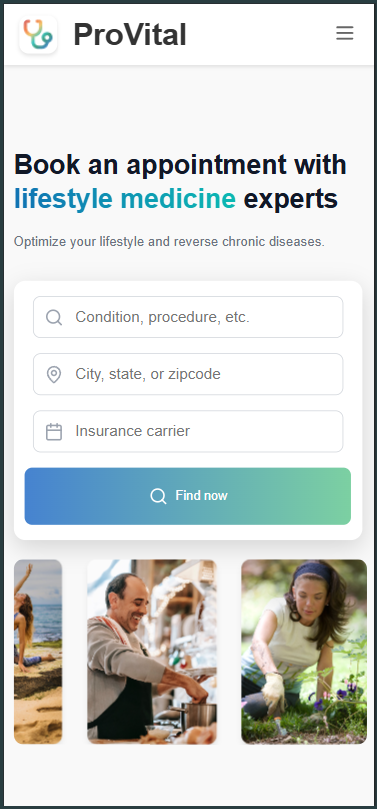 ProVital
Book an appointment with
lifestyle medicine experts
Optimize your lifestyle and reverse chronic diseases.
Condition, procedure, etc.
City, state, or zipcode
Insurance carrier
Find now